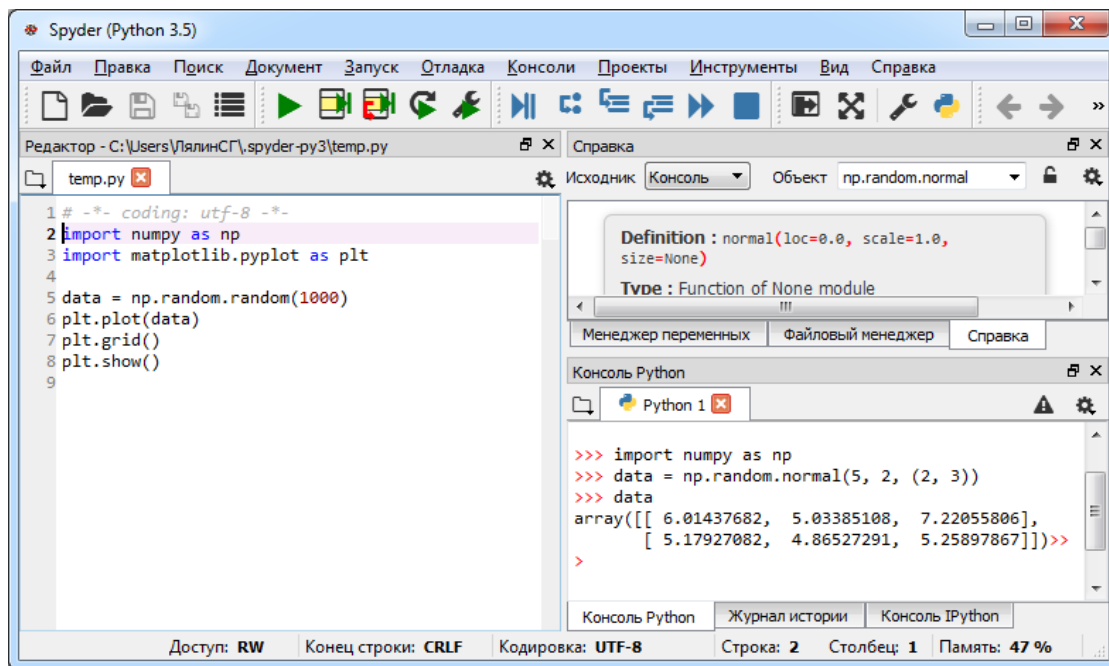 Spyder (Python 3.5)
Файл Правка Поиск Документ Запуск Отладка Консоли Проекты Инструменты Вид Справка
»
Редактор - C:\Users\ЛялинСГ\.spyder-py3\temp.py
temp.py
1 # -*- coding: utf-8 -*-
2 import numpy as np
3 import matplotlib.pyplot as plt
4
5 data = np.random.random(1000)
6 plt.plot(data)
7 plt.grid()
8 plt.show()
9
Справка
Исходник Консоль Объект np.random.normal
Definition : normal(loc=0.0, scale=1.0,
size=None)
Type : Function of None module
Менеджер переменных Файловый менеджер Справка
Консоль Python
Python 1
>>> import numpy as np
>>> data = np.random.normal(5, 2, (2, 3))
>>> data
array([[ 6.01437682, 5.03385108, 7.22055806],
[ 5.17927082, 4.86527291, 5.25897867]])>>
>
Консоль Python Журнал истории Консоль IPython
Доступ: RW Конец строки: CRLF Кодировка: UTF-8 Строка: 2 Столбец: 1 Память: 47 %